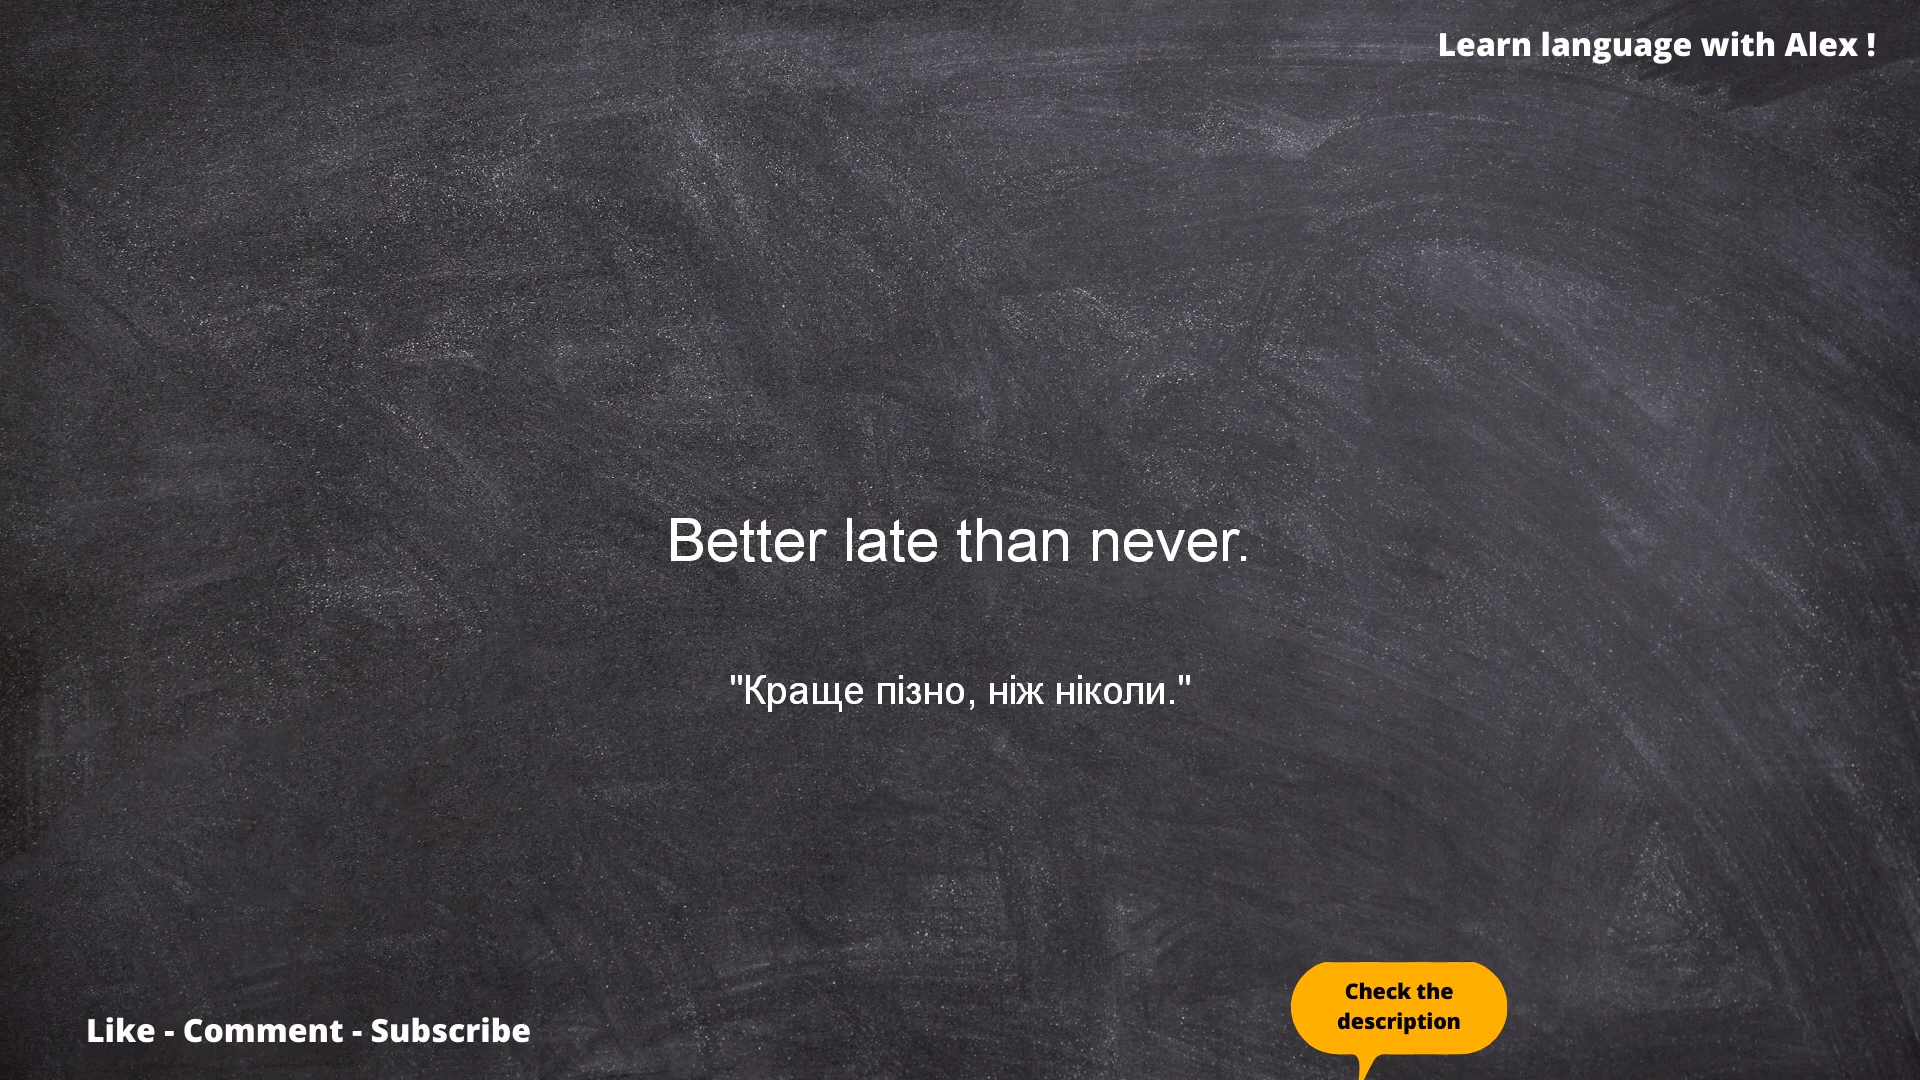 Learn language with Alex !
Better late than never.
"Краще пізно, ніж ніколи."
Check the
description
Like - Comment - Subscribe